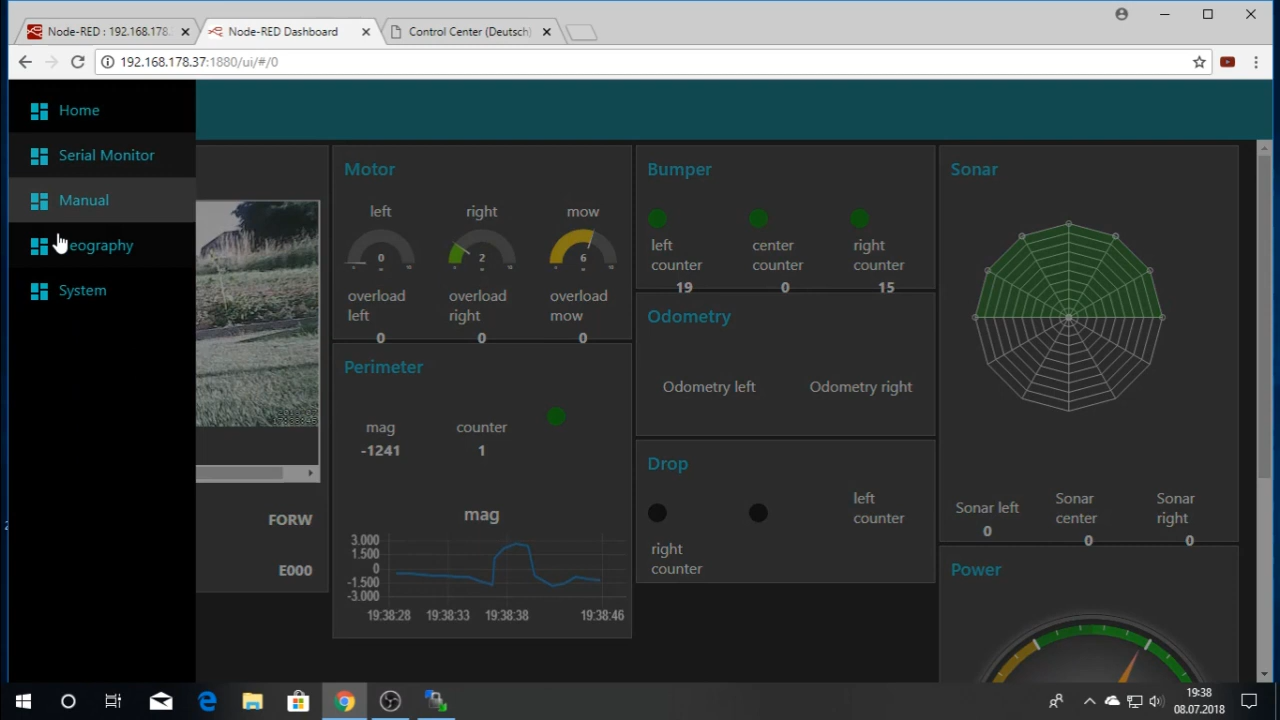 Node-RED : 192.168.178.
Node-RED Dashboard
Control Center (Deutsch)
192.168.178.37:1880/ui/#/0
Home
Serial Monitor
Manual
eography
System
FORW
E000
Motor
left
right
mow
0
2
6
overload left
overload right
overload mow
0
0
0
Perimeter
mag
counter
-1241
1
mag
3.000
1.500
0
-1.500
-3.000
19:38:28
19:38:33
19:38:38
19:38:46
Bumper
left counter
center counter
right counter
19
0
15
Odometry
Odometry left
Odometry right
Drop
left counter
right counter
Sonar
Sonar left
Sonar center
Sonar right
0
0
0
Power
19:38
08.07.2018